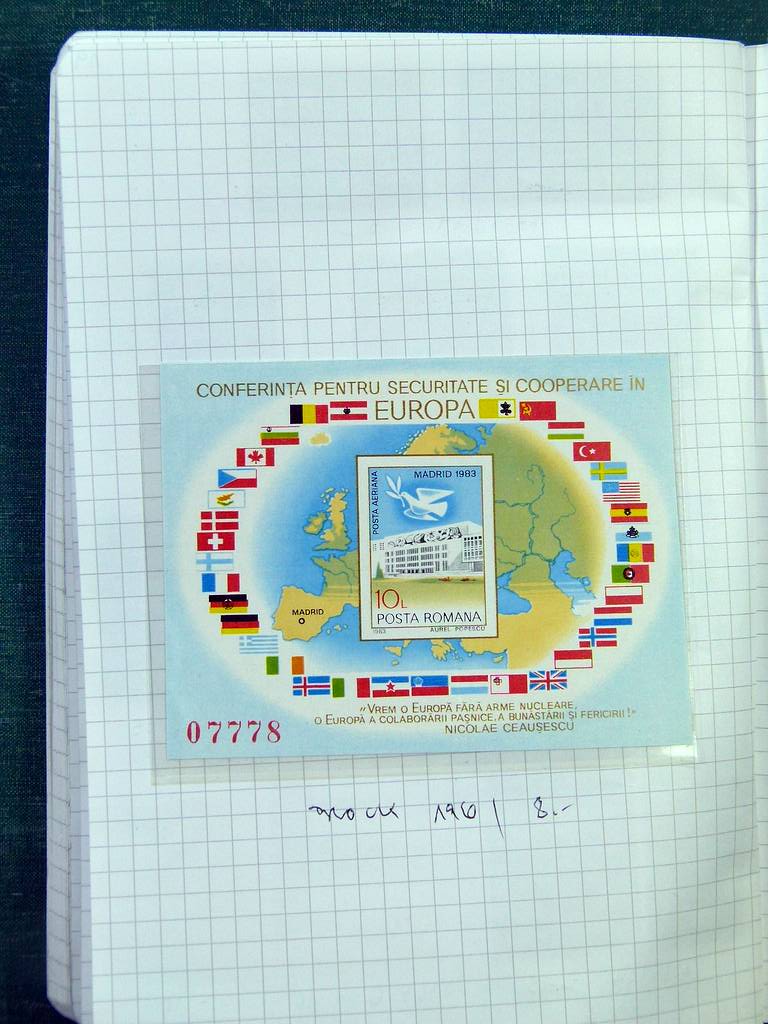 CONFERINȚA PENTRU SECURITATE ȘI COOPERARE ÎN
EUROPA
MADRID 1983
POSTA AERIANA
10L
POSTA ROMANA
1983 AUREL POPESCU
MADRID
«VREM O EUROPĂ FĂRĂ ARME NUCLEARE,
O EUROPĂ A COLABORĂRII PAȘNICE, A BUNĂSTĂRII ȘI FERICIRII!»
NICOLAE CEAUȘESCU
07778
8.-